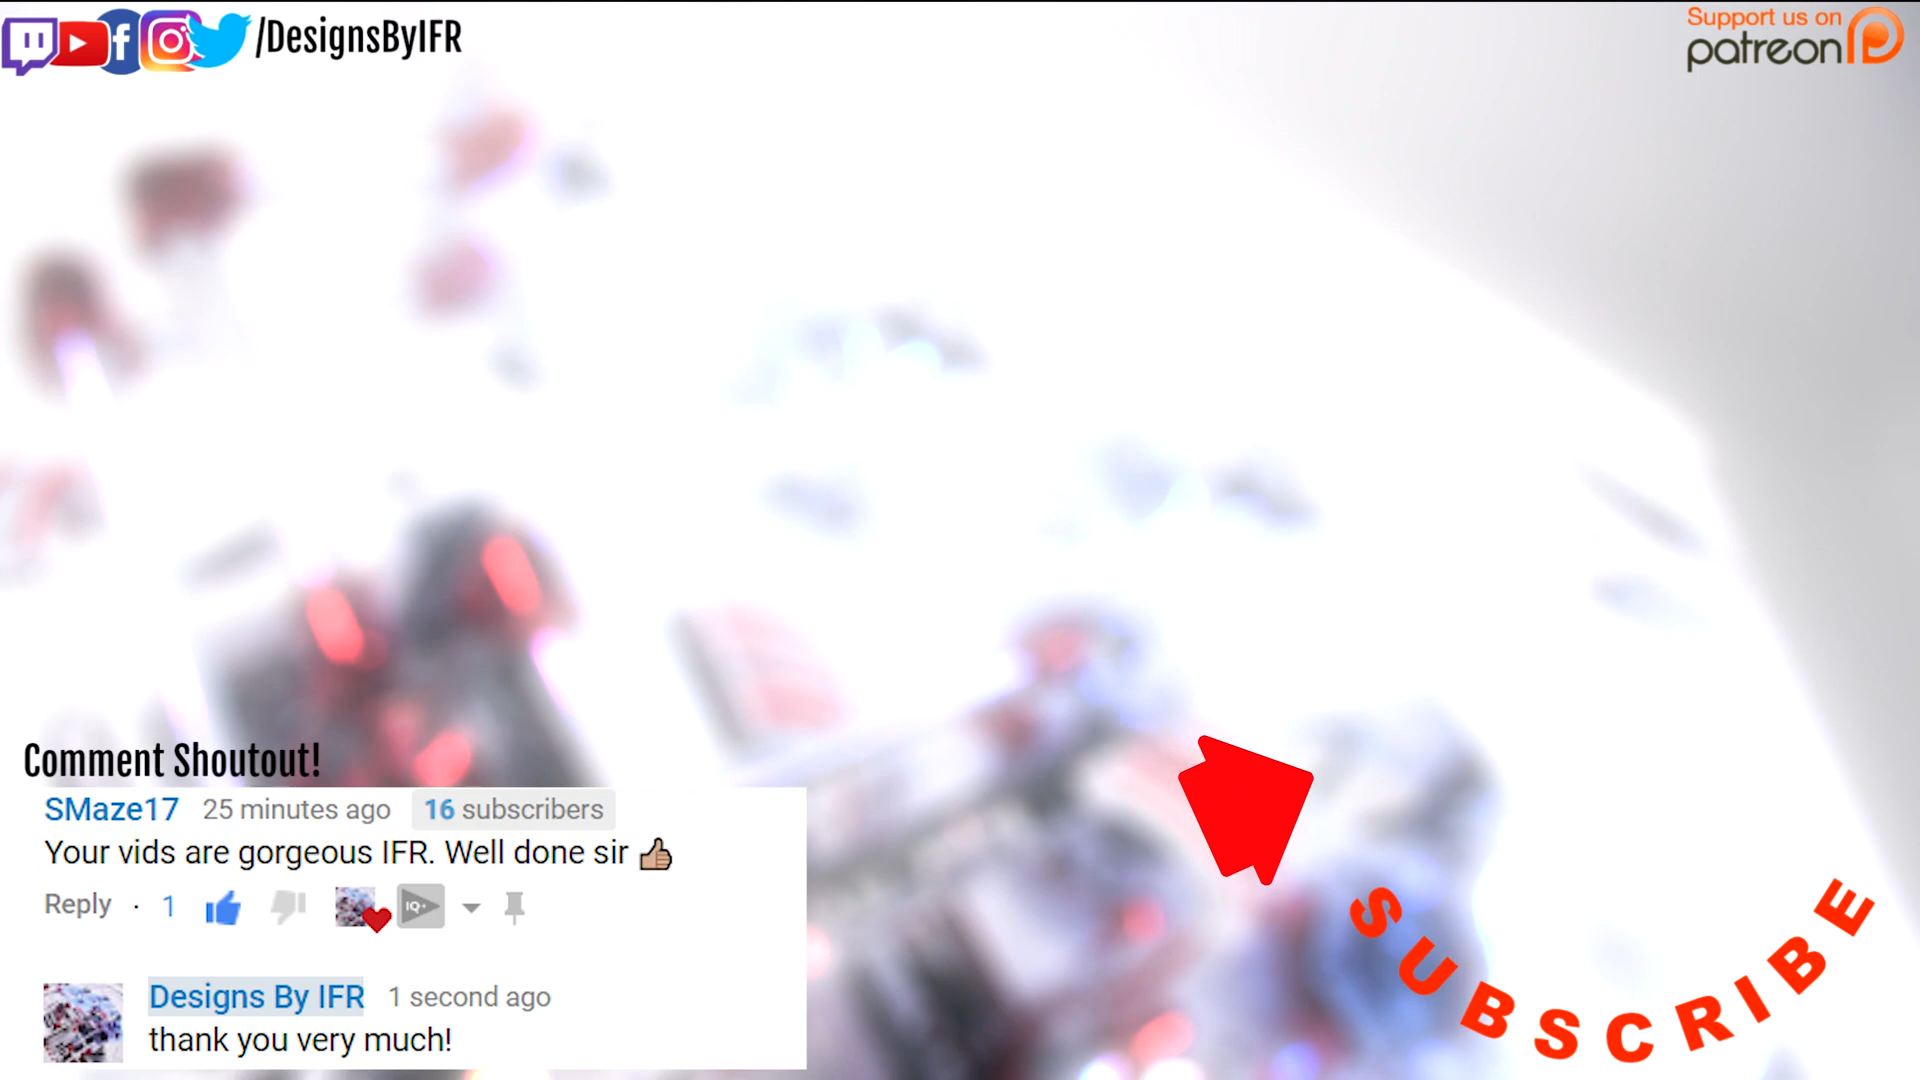 /DesignsByIFR
Support us on
patreon
Comment Shoutout!
SMaze17 25 minutes ago 16 subscribers
Your vids are gorgeous IFR. Well done sir 👍🏽
Reply · 1 IQ+
Designs By IFR 1 second ago
thank you very much!
SUBSCRIBE